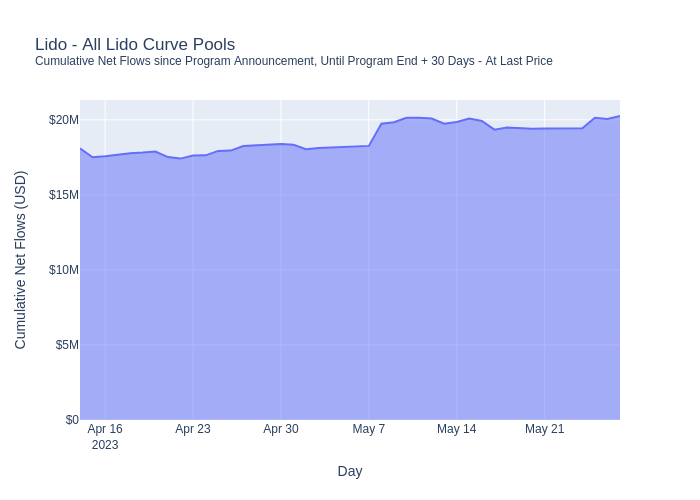 Lido - All Lido Curve Pools
Cumulative Net Flows since Program Announcement, Until Program End + 30 Days - At Last Price
Cumulative Net Flows (USD)
$20M
$15M
$10M
$5M
$0
Apr 16 Apr 23 Apr 30 May 7 May 14 May 21
2023
Day